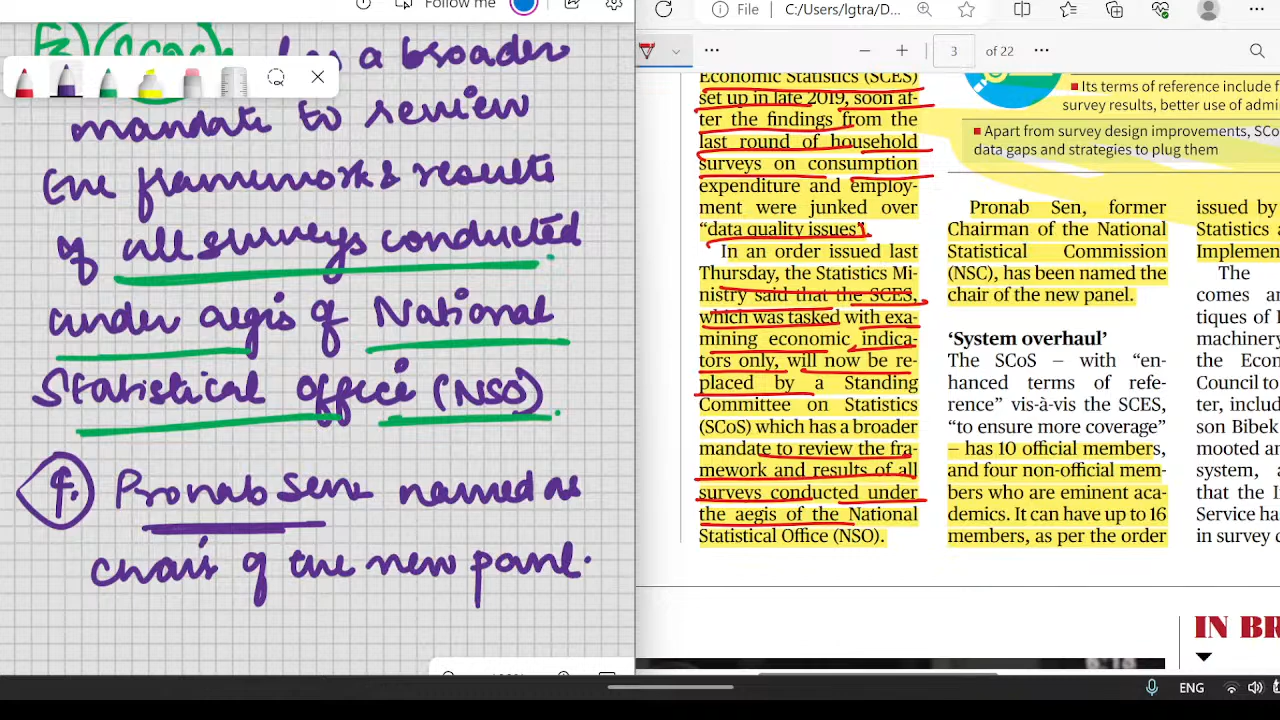 Follow me
3) (SCoS) has a broader
mandate to review
the framework & results
of all surveys conducted
under aegis of National
Statistical office (NSO).
4. Pronab Sen named as
chair of the new panel.
File
C:/Users/lgtra/D...
3
of 22
Economic Statistics (SCES)
set up in late 2019, soon af-
ter the findings from the
last round of household
surveys on consumption
expenditure and employ-
ment were junked over
“data quality issues”.
In an order issued last
Thursday, the Statistics Mi-
nistry said that the SCES,
which was tasked with exa-
mining economic indica-
tors only, will now be re-
placed by a Standing
Committee on Statistics
(SCoS) which has a broader
mandate to review the fra-
mework and results of all
surveys conducted under
the aegis of the National
Statistical Office (NSO).
Its terms of reference include f
survey results, better use of admi
Apart from survey design improvements, SCo
data gaps and strategies to plug them
Pronab Sen, former
Chairman of the National
Statistical Commission
(NSC), has been named the
chair of the new panel.
‘System overhaul’
The SCoS – with “en-
hanced terms of refe-
rence” vis-à-vis the SCES,
“to ensure more coverage”
– has 10 official members,
and four non-official mem-
bers who are eminent aca-
demics. It can have up to 16
members, as per the order
issued by
Statistics a
Implemen
The
comes an
tiques of I
machinery
the Econ
Council to
ter, includ
son Bibek
mooted an
system, a
that the I
Service ha
in survey d
IN BR
ENG